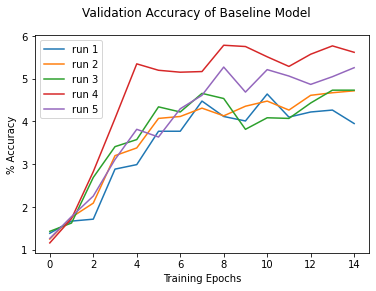 Validation Accuracy of Baseline Model
6
5
4
3
2
1
% Accuracy
run 1
run 2
run 3
run 4
run 5
0 2 4 6 8 10 12 14
Training Epochs